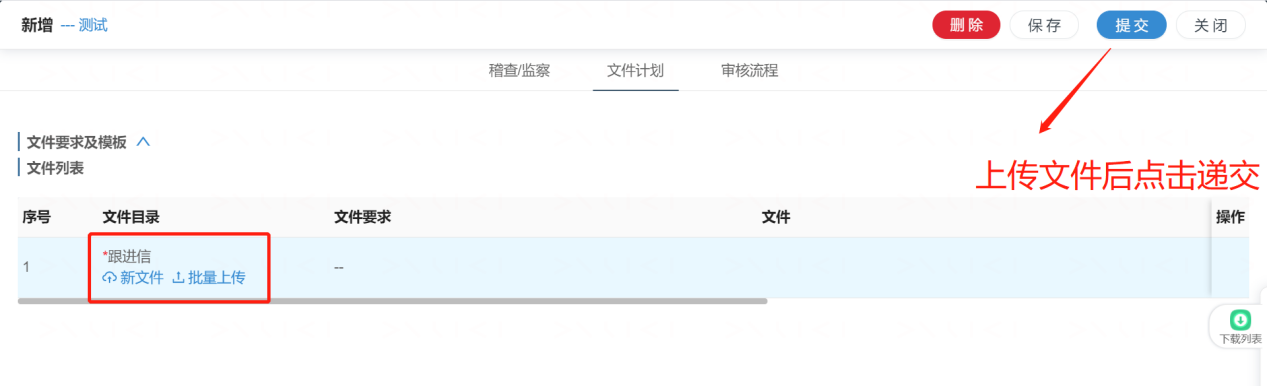 新增 --- 测试
删除 保存 提交 关闭
稽查/监察 文件计划 审核流程
文件要求及模板
文件列表
上传文件后点击递交
序号 文件目录 文件要求 文件 操作
1 *跟进信 --
新文件 批量上传
下载列表